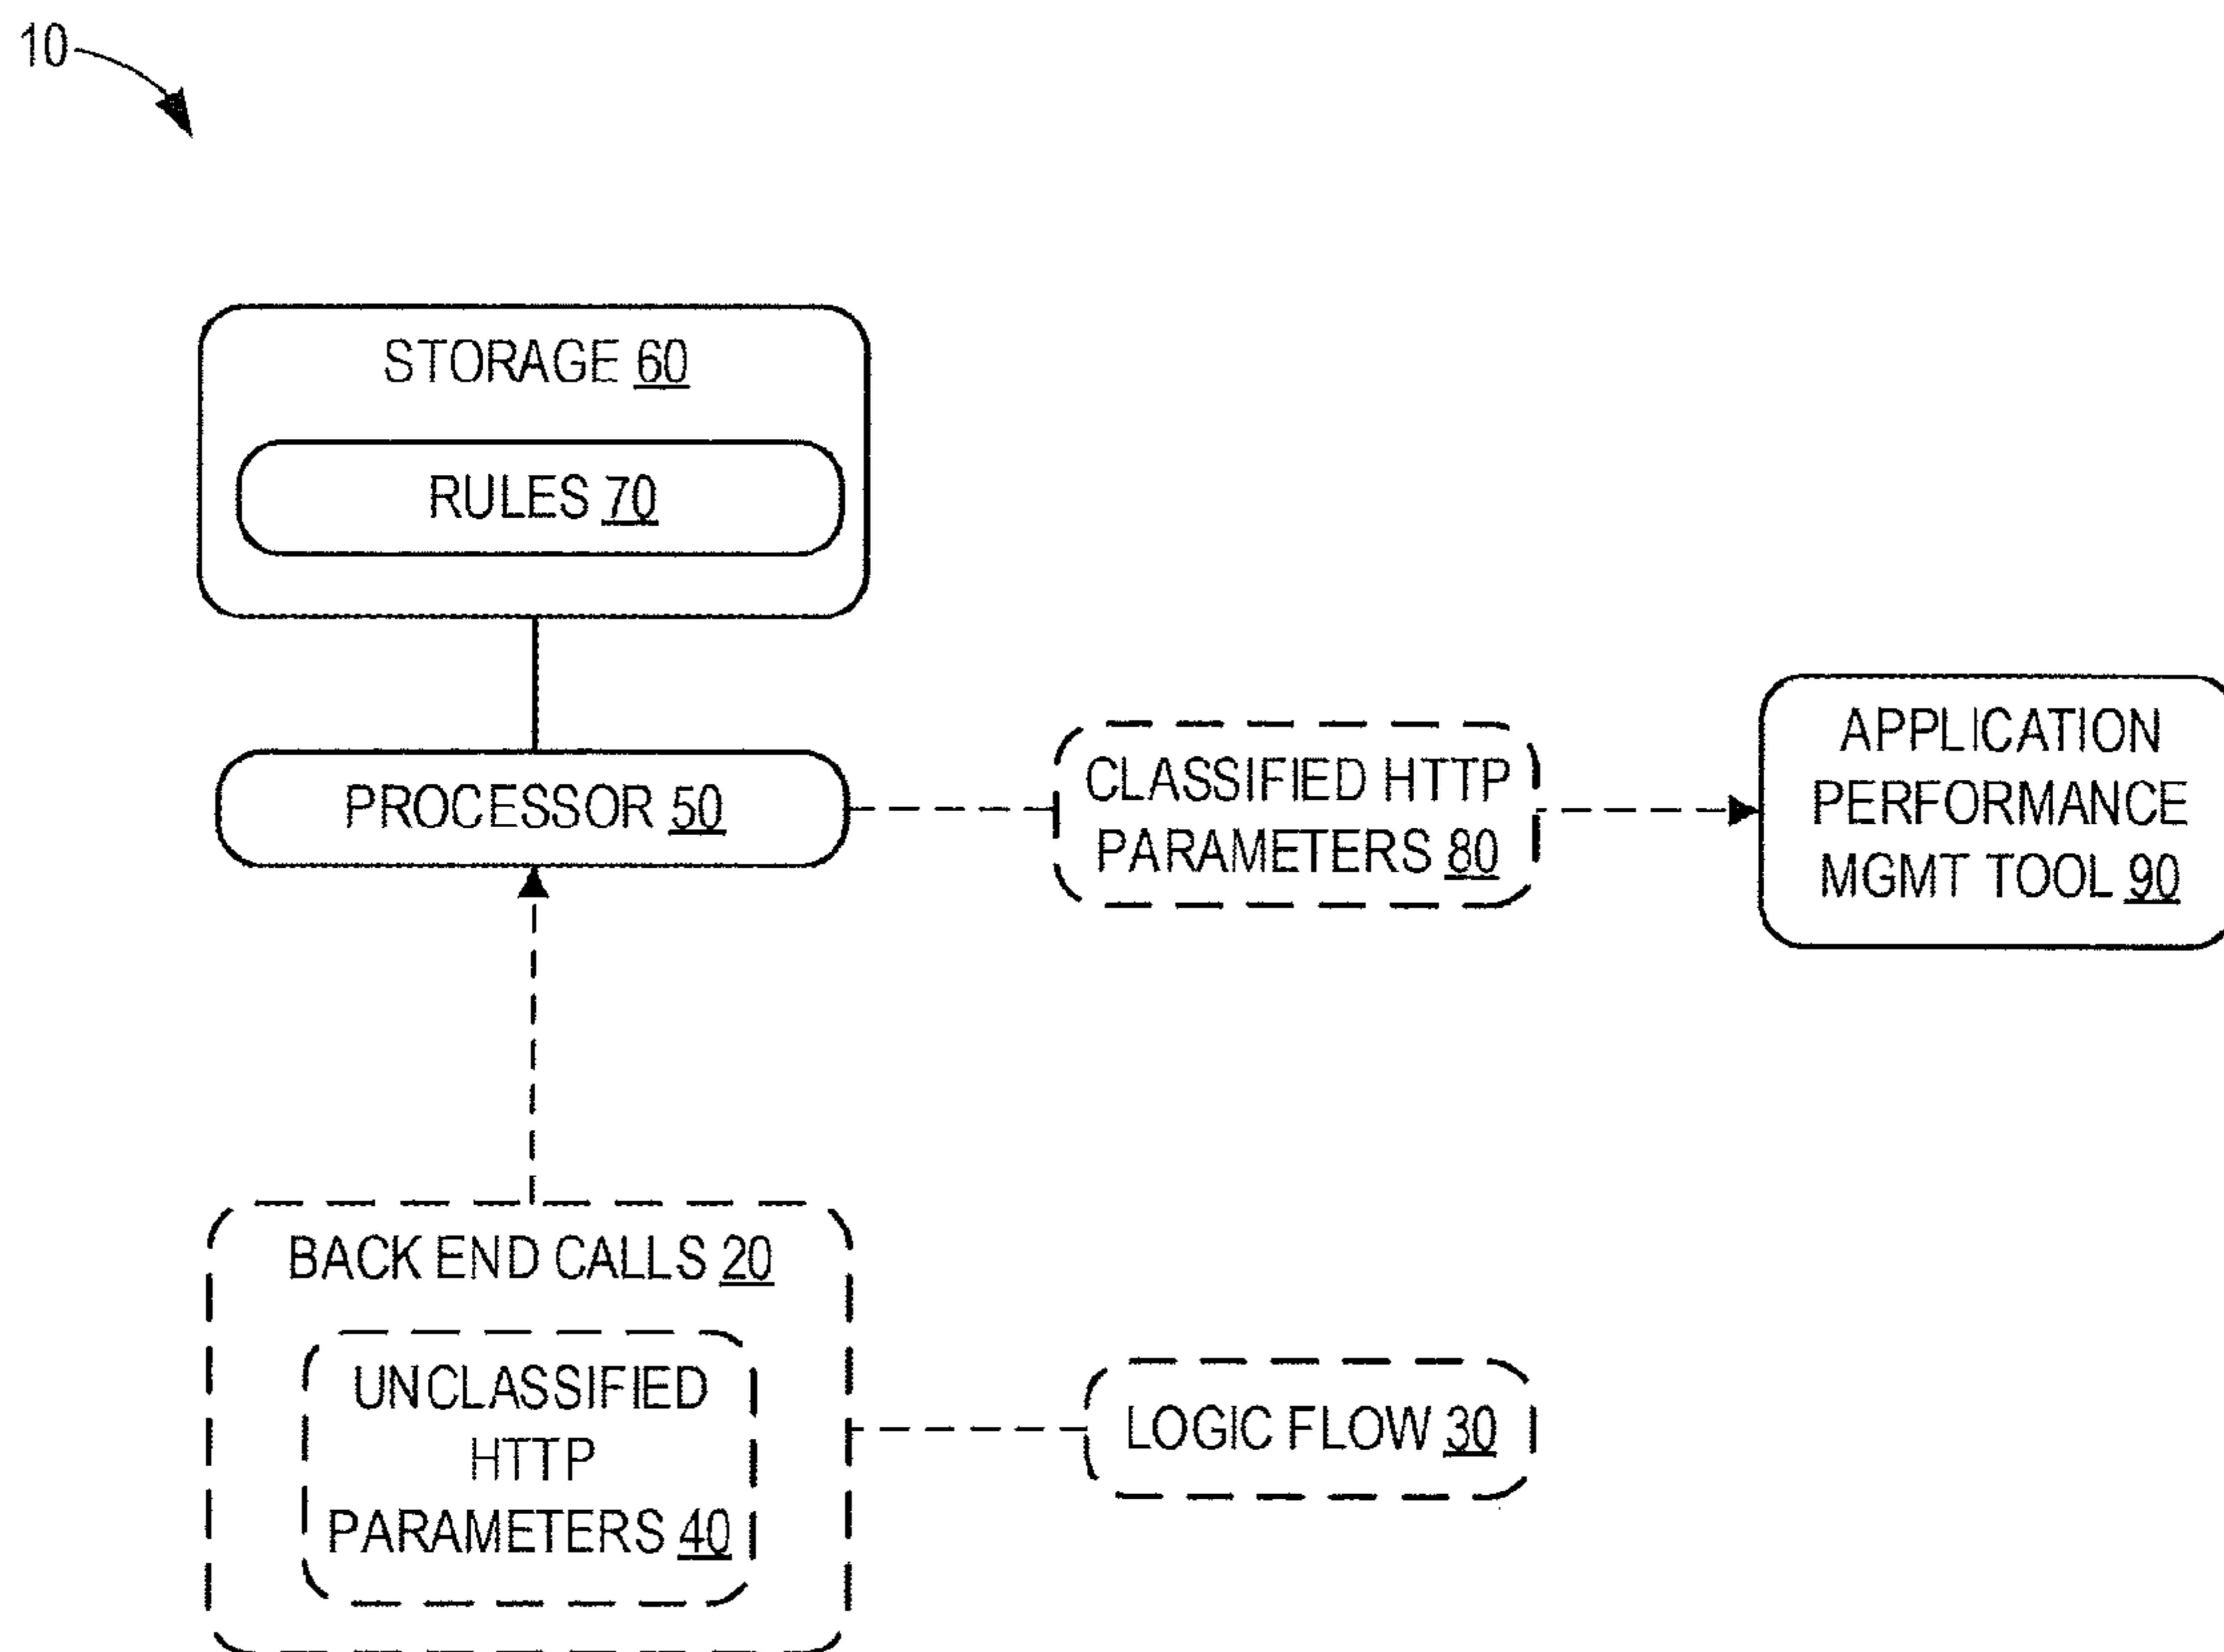 10
STORAGE 60
RULES 70
PROCESSOR 50
CLASSIFIED HTTP
PARAMETERS 80
APPLICATION
PERFORMANCE
MGMT TOOL 90
BACK END CALLS 20
UNCLASSIFIED
HTTP
PARAMETERS 40
LOGIC FLOW 30